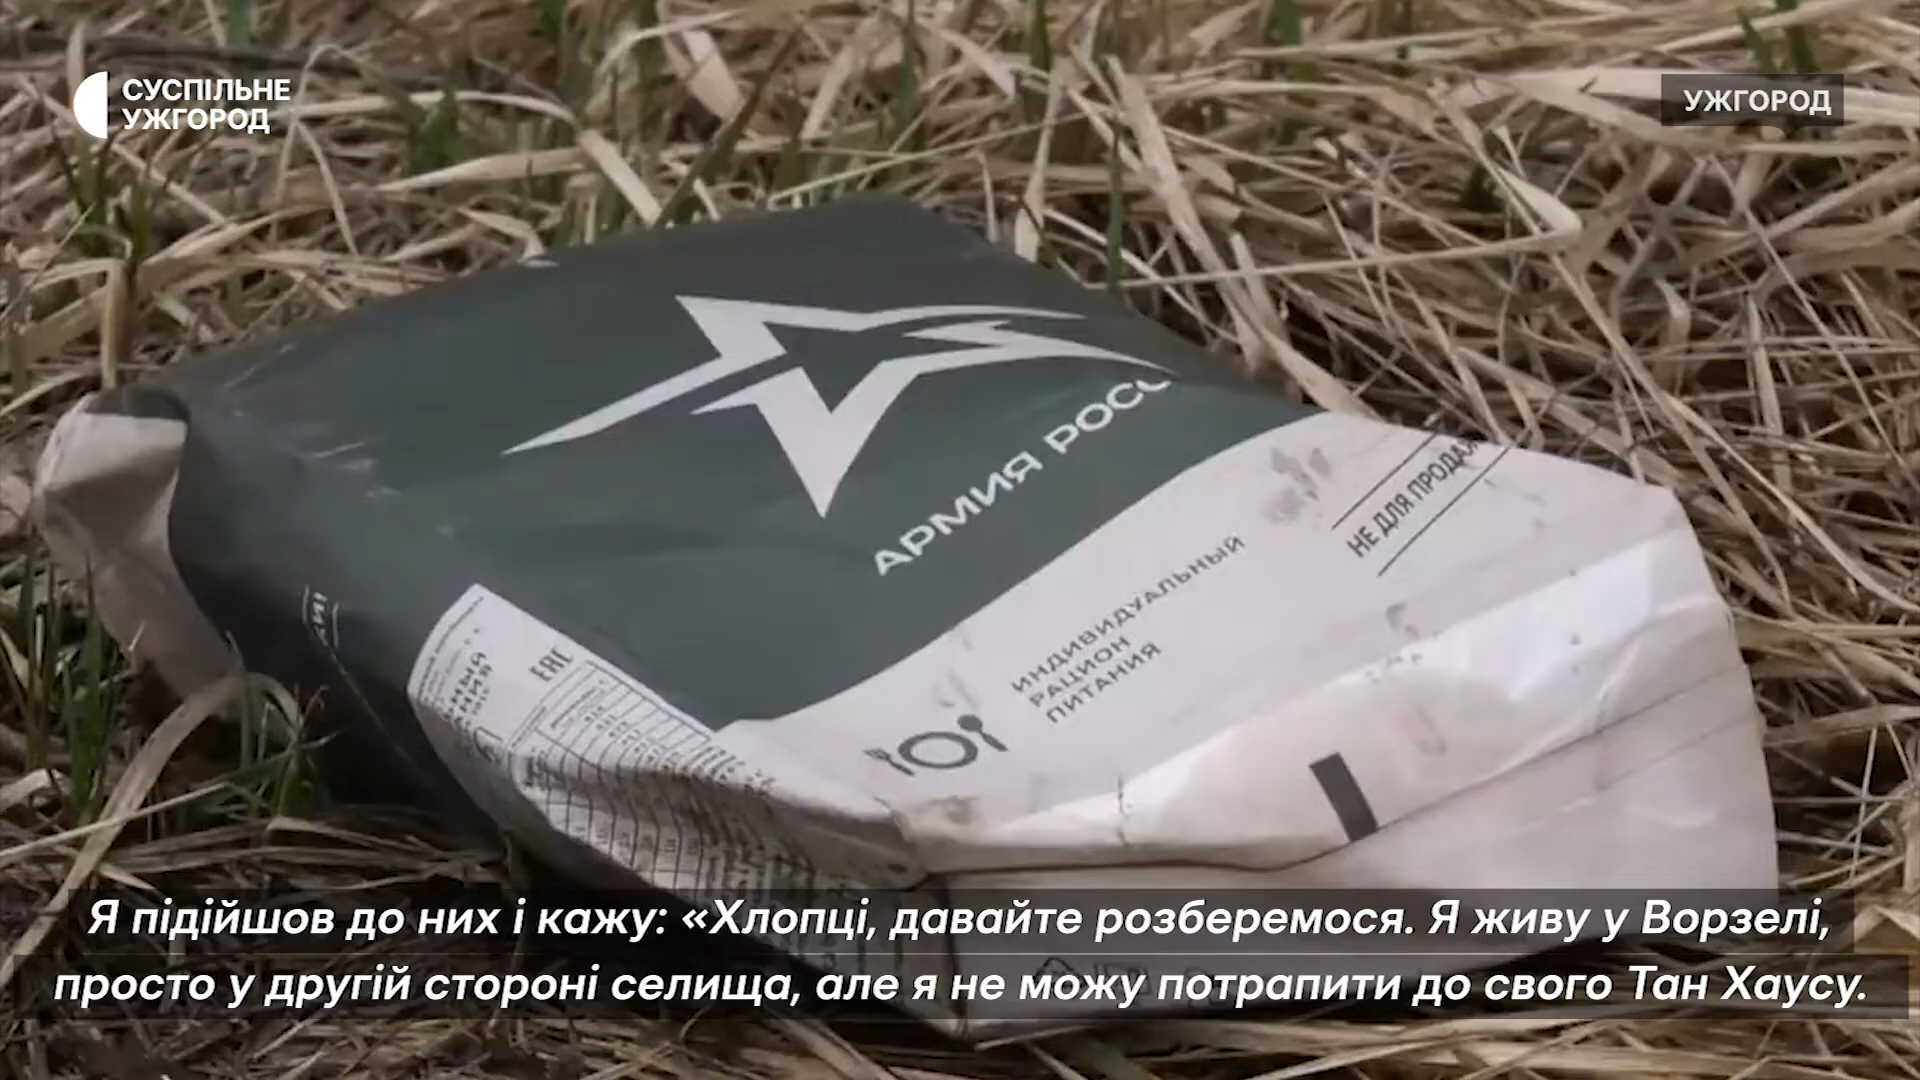 СУСПІЛЬНЕ
УЖГОРОД
УЖГОРОД
АРМИЯ РОСС
НЕ ДЛЯ ПРОДАЖ
ИНДИВИДУАЛЬНЫЙ
РАЦИОН
ПИТАНИЯ
EAC
Я підійшов до них і кажу: «Хлопці, давайте розберемося. Я живу у Ворзелі,
просто у другій стороні селища, але я не можу потрапити до свого Тан Хаусу.